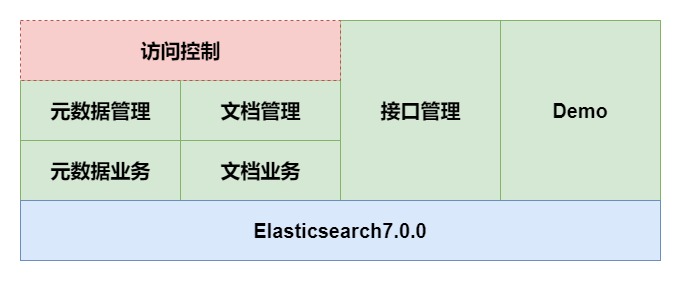 访问控制
元数据管理
文档管理
接口管理
Demo
元数据业务
文档业务
Elasticsearch7.0.0